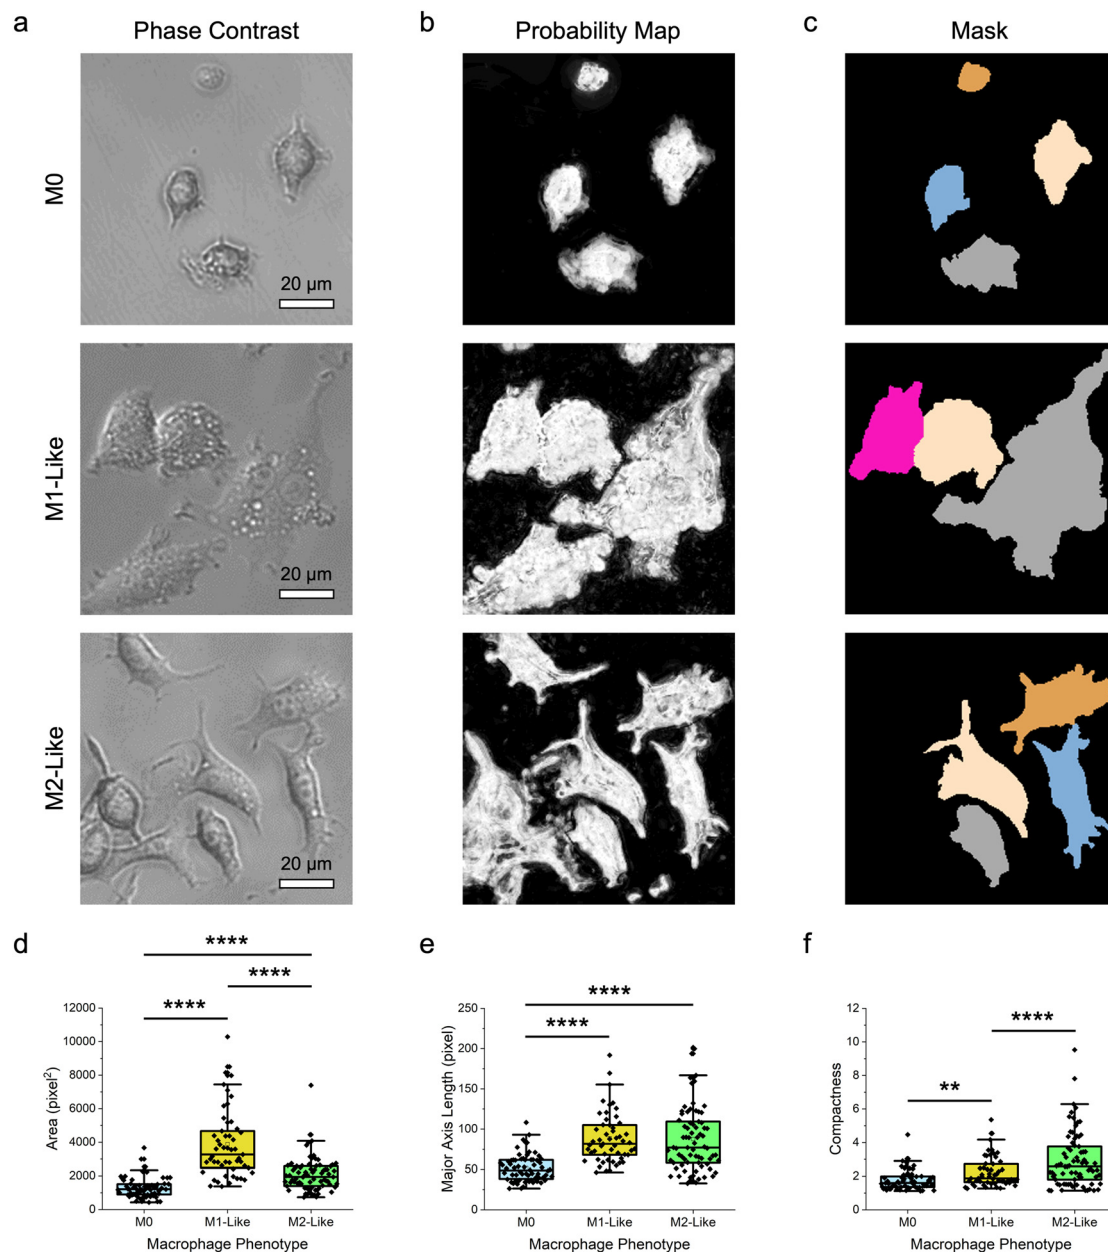 a Phase Contrast b Probability Map c Mask
M0
20 µm
M1-Like
20 µm
M2-Like
20 µm
d e f
****
****
****
Area (pixel²)
12000
10000
8000
6000
4000
2000
0
M0 M1-Like M2-Like
Macrophage Phenotype
****
****
Major Axis Length (pixel)
250
200
150
100
50
0
M0 M1-Like M2-Like
Macrophage Phenotype
****
**
Compactness
12
10
8
6
4
2
0
M0 M1-Like M2-Like
Macrophage Phenotype